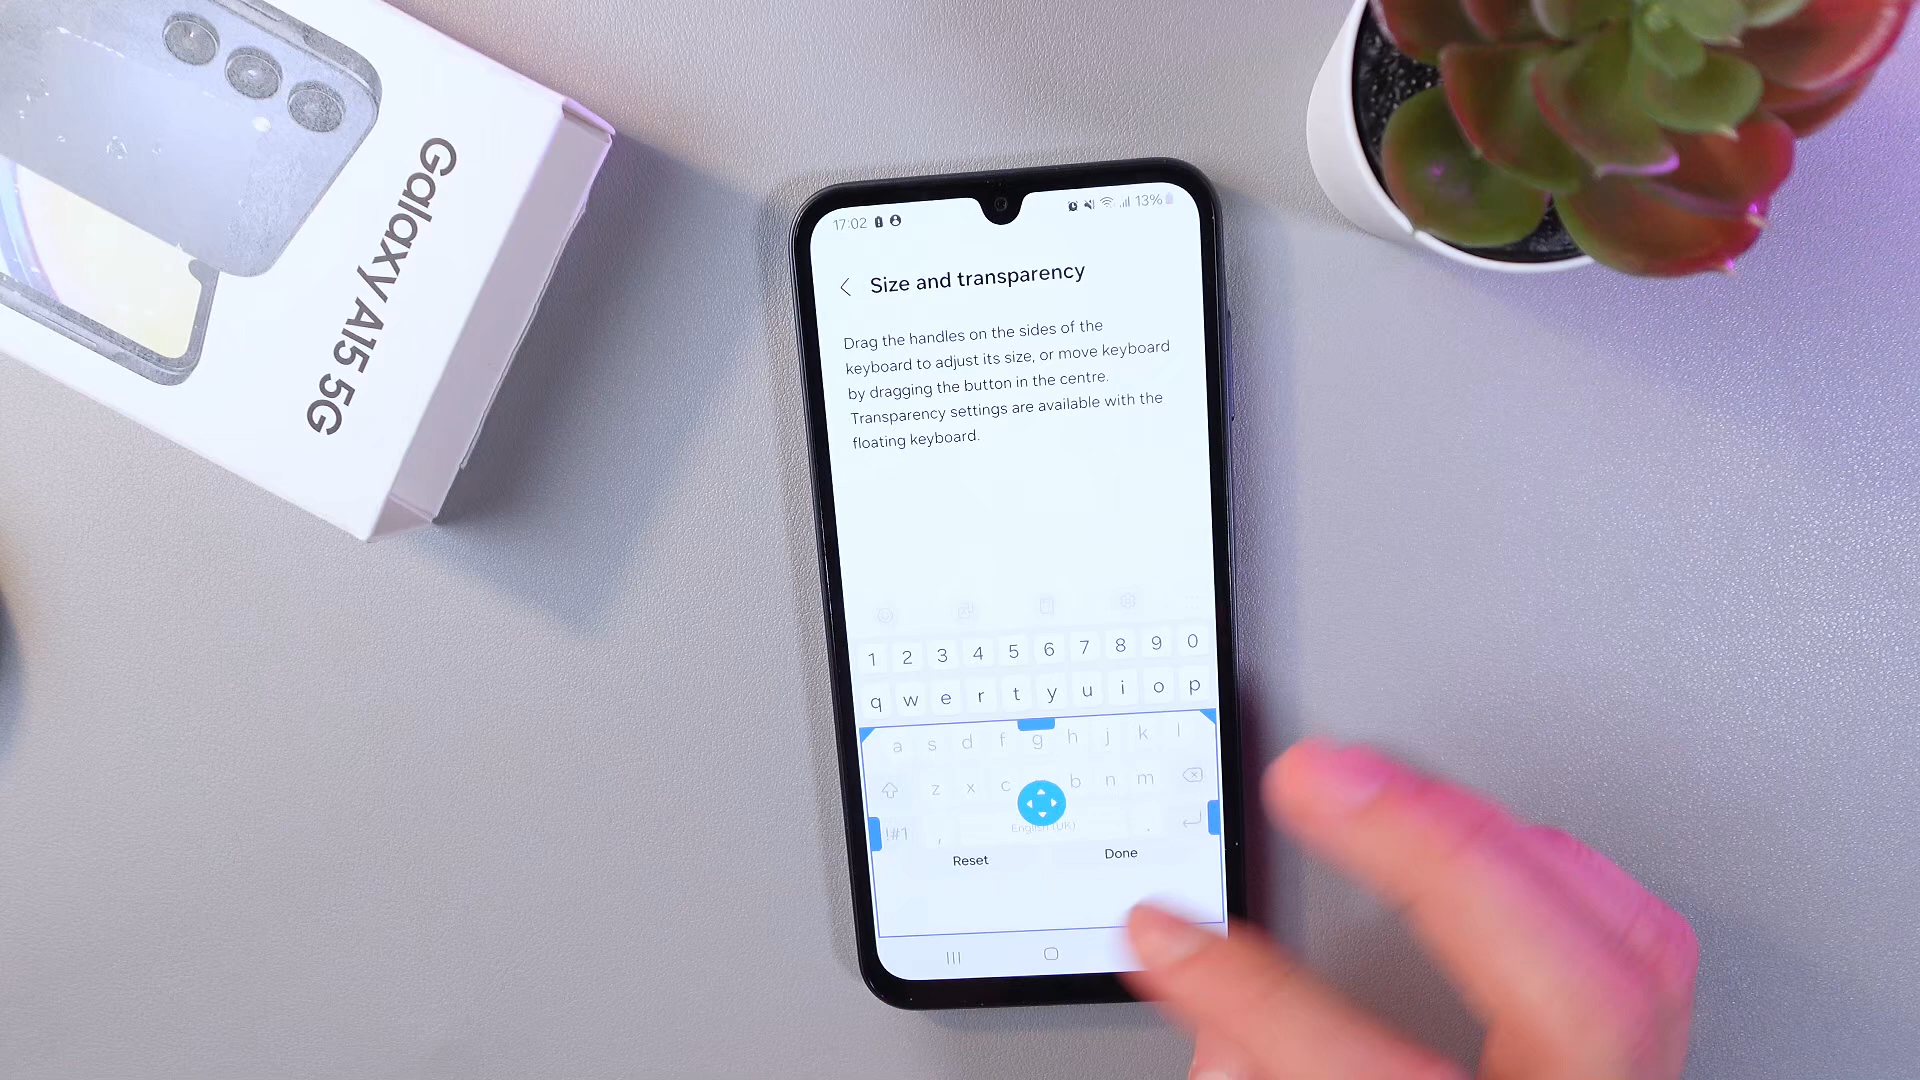 Galaxy A15 5G
17:02
13%
Size and transparency
Drag the handles on the sides of the
keyboard to adjust its size, or move keyboard
by dragging the button in the centre.
Transparency settings are available with the
floating keyboard.
1 2 3 4 5 6 7 8 9 0
q w e r t y u i o p
a s d f g h j k l
z x c b n m
!#1 , English (UK) .
Reset Done